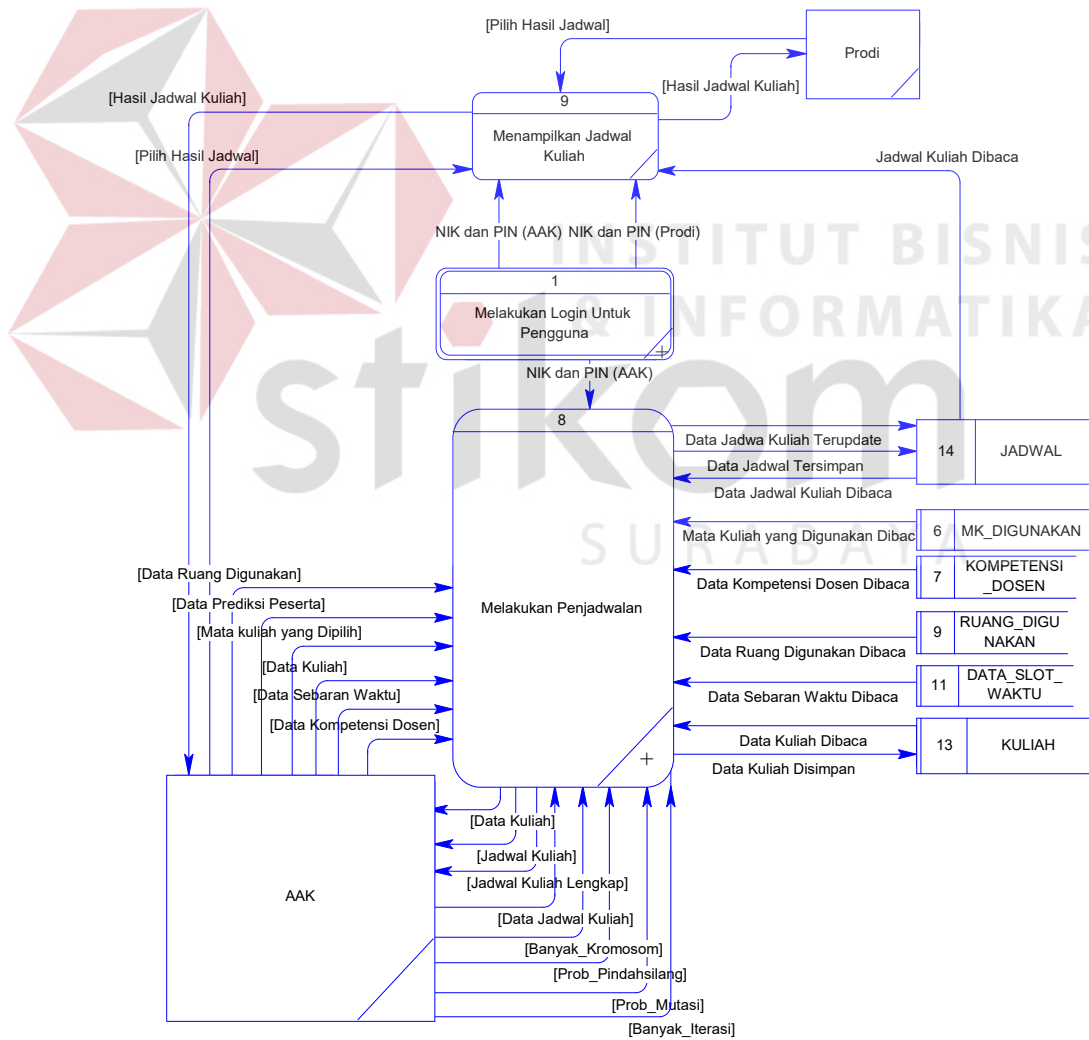 [Pilih Hasil Jadwal]
Prodi
[Hasil Jadwal Kuliah]
[Hasil Jadwal Kuliah]
9
Menampilkan Jadwal
Kuliah
[Pilih Hasil Jadwal]
Jadwal Kuliah Dibaca
NIK dan PIN (AAK)
NIK dan PIN (Prodi)
INSTITUT BISNIS
& INFORMATIKA
stikom
SURABAYA
1
Melakukan Login Untuk
Pengguna
NIK dan PIN (AAK)
8
Melakukan Penjadwalan
Data Jadwa Kuliah Terupdate
Data Jadwal Tersimpan
Data Jadwal Kuliah Dibaca
14
JADWAL
Mata Kuliah yang Digunakan Dibac
6
MK_DIGUNAKAN
Data Kompetensi Dosen Dibaca
7
KOMPETENSI
_DOSEN
Data Ruang Digunakan Dibaca
9
RUANG_DIGU
NAKAN
Data Sebaran Waktu Dibaca
11
DATA_SLOT_
WAKTU
Data Kuliah Dibaca
Data Kuliah Disimpan
13
KULIAH
[Data Ruang Digunakan]
[Data Prediksi Peserta]
[Mata kuliah yang Dipilih]
[Data Kuliah]
[Data Sebaran Waktu]
[Data Kompetensi Dosen]
AAK
[Data Kuliah]
[Jadwal Kuliah]
[Jadwal Kuliah Lengkap]
[Data Jadwal Kuliah]
[Banyak_Kromosom]
[Prob_Pindahsilang]
[Prob_Mutasi]
[Banyak_Iterasi]